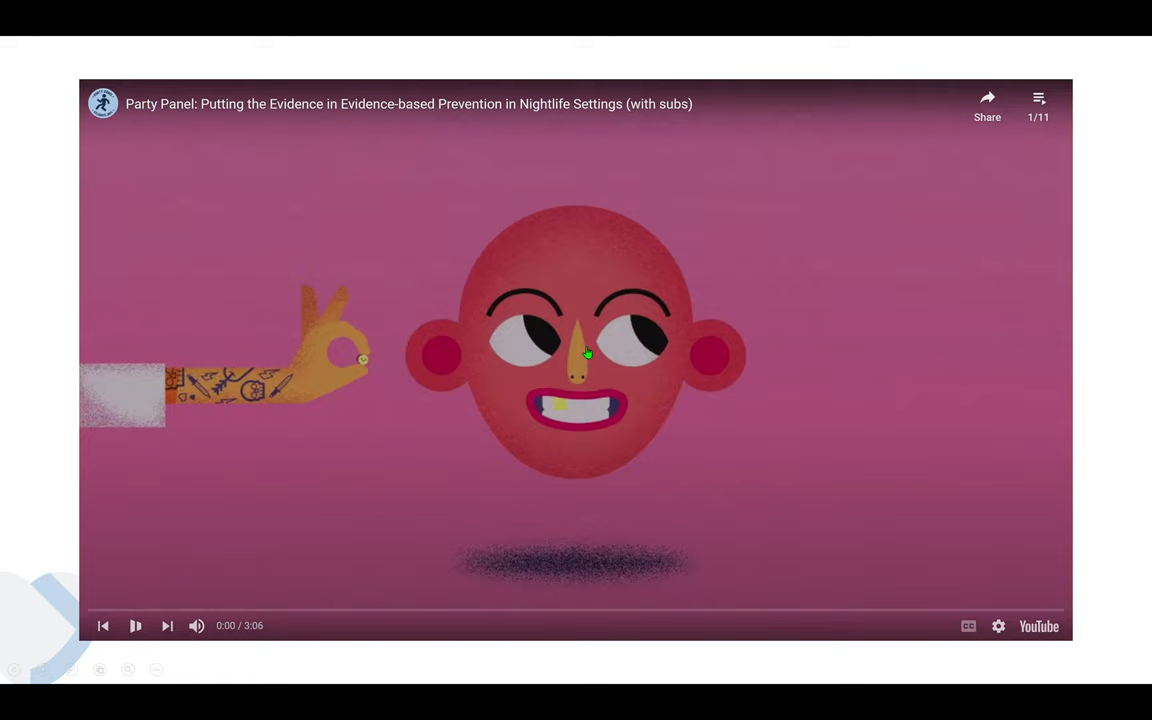 Party Panel: Putting the Evidence in Evidence-based Prevention in Nightlife Settings (with subs)
Share
1/11
0:00 / 3:06
CC
YouTube